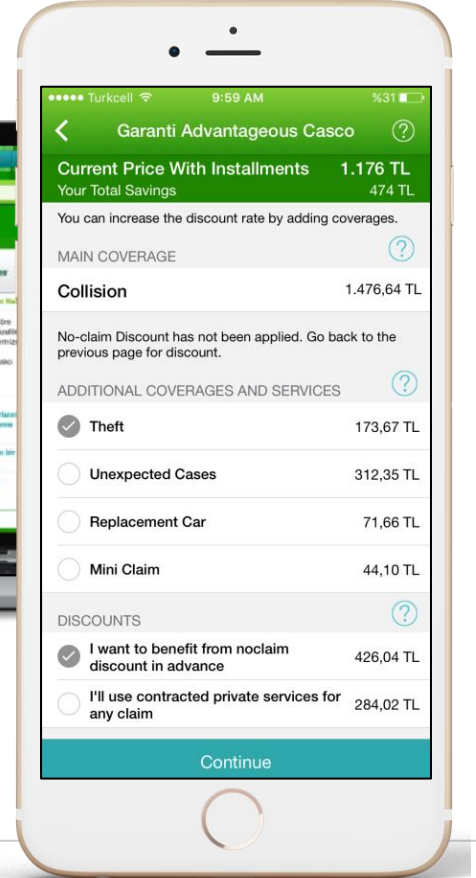 Turkcell 9:59 AM %31
Garanti Advantageous Casco ?
Current Price With Installments 1.176 TL
Your Total Savings 474 TL
You can increase the discount rate by adding coverages.
MAIN COVERAGE ?
Collision 1.476,64 TL
No-claim Discount has not been applied. Go back to the
previous page for discount.
ADDITIONAL COVERAGES AND SERVICES ?
Theft 173,67 TL
Unexpected Cases 312,35 TL
Replacement Car 71,66 TL
Mini Claim 44,10 TL
DISCOUNTS ?
I want to benefit from noclaim
discount in advance 426,04 TL
I'll use contracted private services for
any claim 284,02 TL
Continue